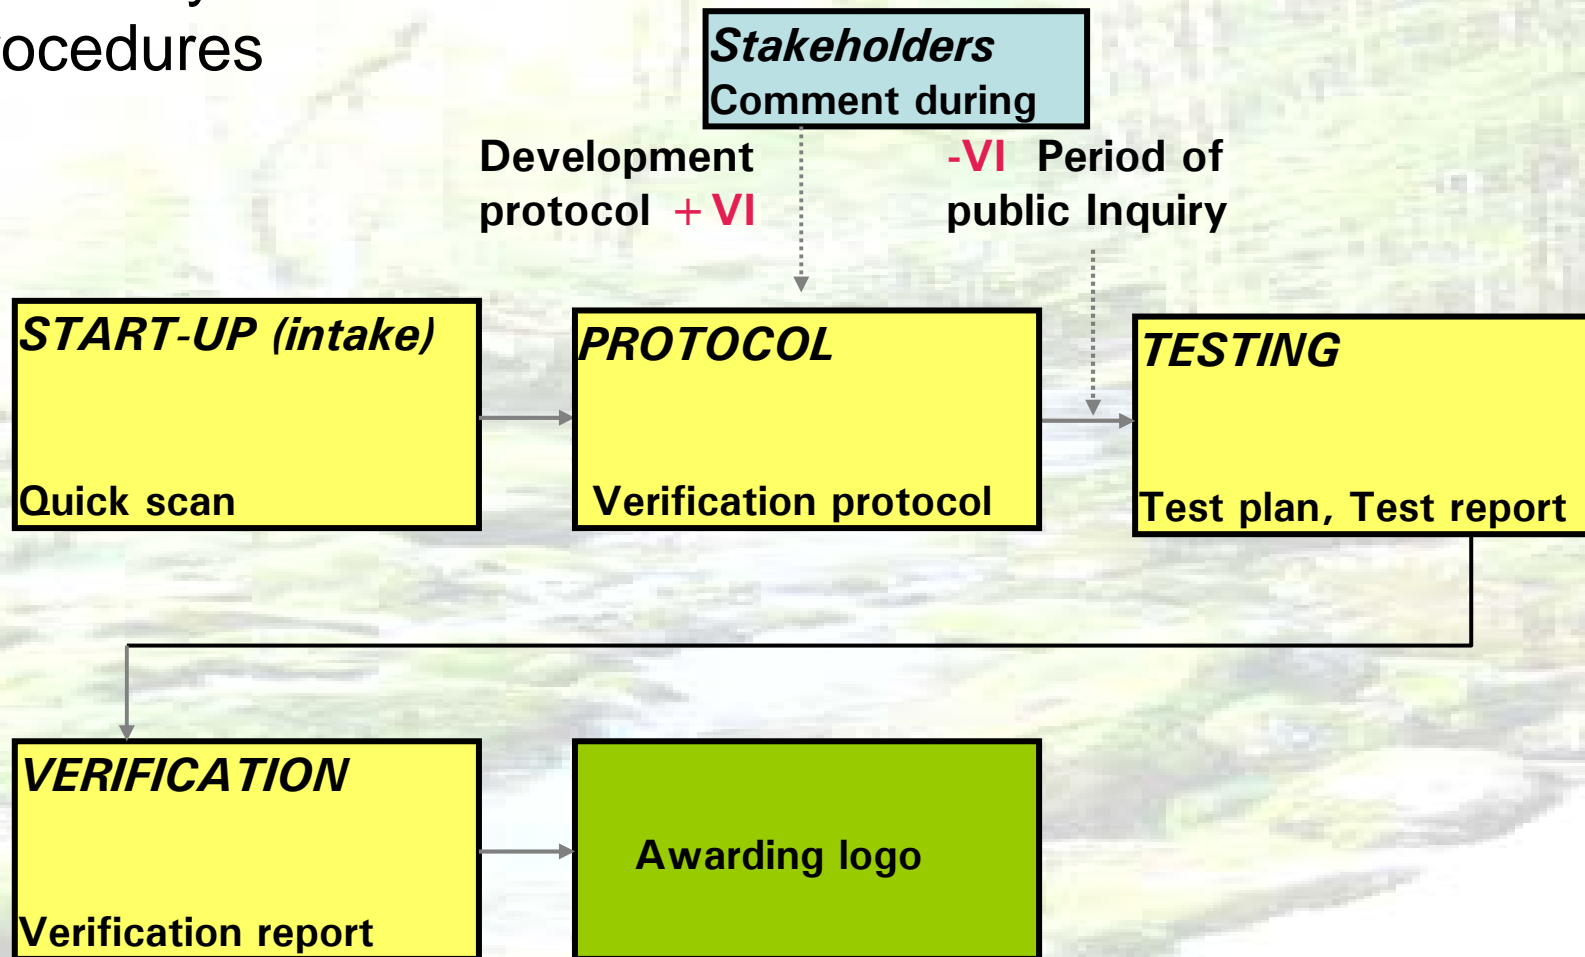 ocedures
Stakeholders
Comment during
Development
protocol + VI
-VI Period of
public Inquiry
START-UP (intake)
Quick scan
PROTOCOL
Verification protocol
TESTING
Test plan, Test report
VERIFICATION
Verification report
Awarding logo